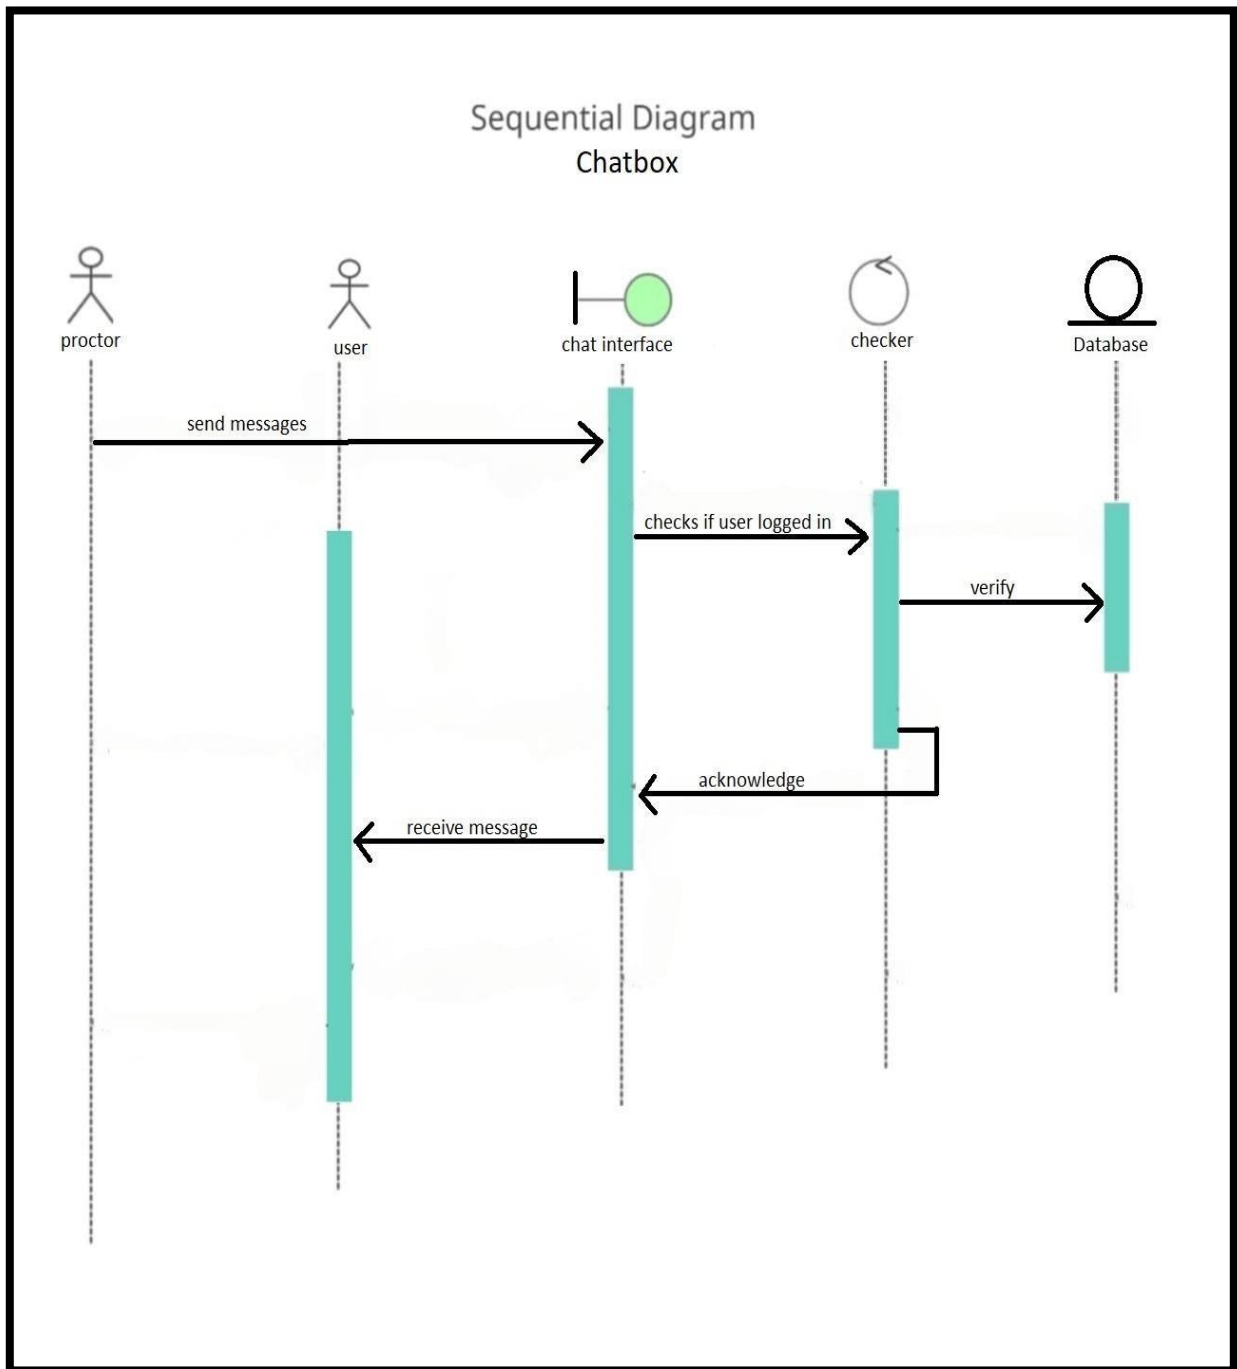 Sequential Diagram
Chatbox
proctor
user
chat interface
checker
Database
send messages
checks if user logged in
verify
acknowledge
receive message